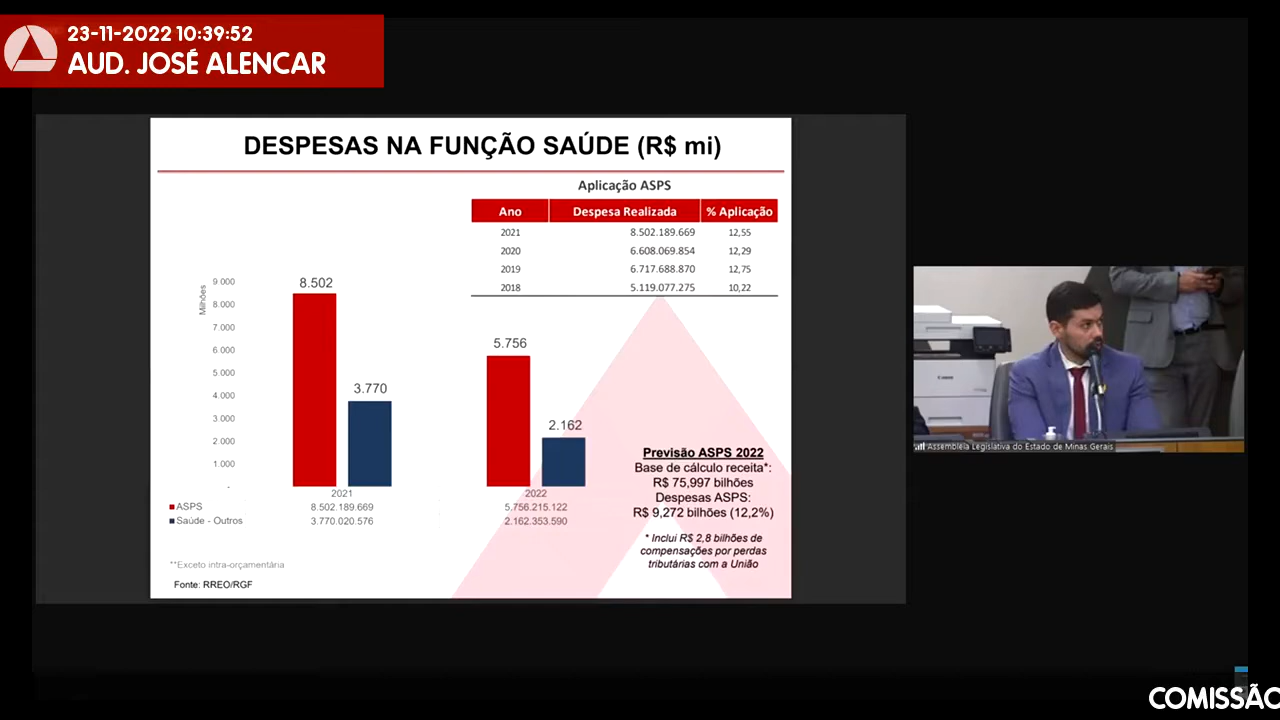 23-11-2022 10:39:52
AUD. JOSÉ ALENCAR
DESPESAS NA FUNÇÃO SAÚDE (R$ mi)
Aplicação ASPS
Ano Despesa Realizada % Aplicação
2021 8.502.189.669 12,55
2020 6.608.069.854 12,29
2019 6.717.688.870 12,75
2018 5.119.077.275 10,22
Milhões
9 000
8.000
7.000
6 000
5.000
4.000
3 000
2.000
1.000
-
8.502
3.770
5.756
2.162
2021 2022
ASPS 8.502.189.669 5.756.215.122
Saúde - Outros 3.770.020.576 2.162.353.590
Previsão ASPS 2022
Base de cálculo receita*:
R$ 75,997 bilhões
Despesas ASPS:
R$ 9,272 bilhões (12,2%)
* Inclui R$ 2,8 bilhões de
compensações por perdas
tributárias com a União
**Exceto intra-orçamentária
Fonte: RREO/RGF
Canon
Assembleia Legislativa do Estado de Minas Gerais
COMISSÃO